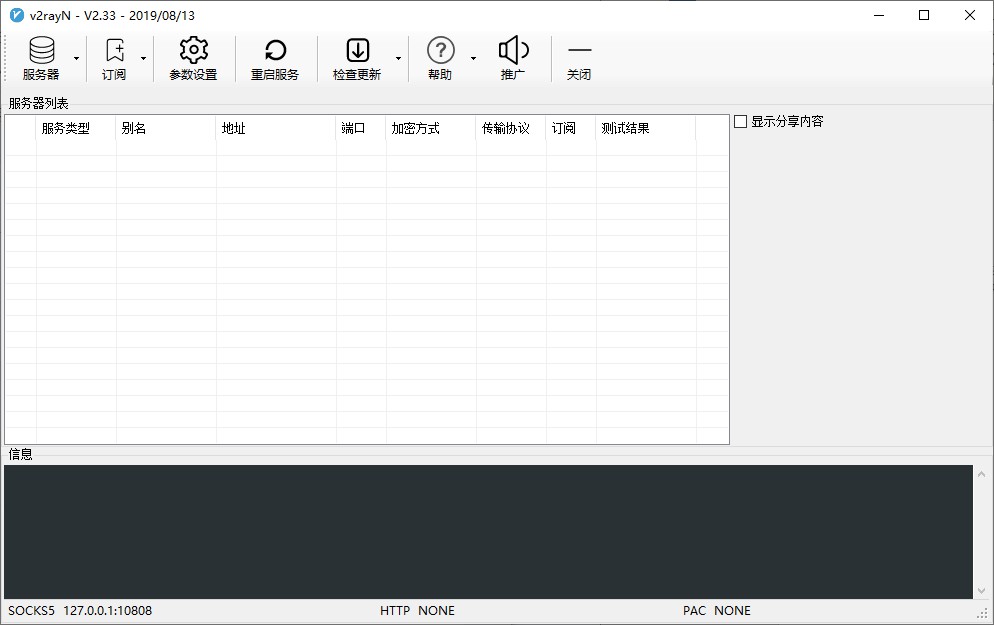 v2rayN - V2.33 - 2019/08/13
服务器 订阅 参数设置 重启服务 检查更新 帮助 推广 关闭
服务器列表
服务类型 别名 地址 端口 加密方式 传输协议 订阅 测试结果
显示分享内容
信息
SOCKS5 127.0.0.1:10808 HTTP NONE PAC NONE